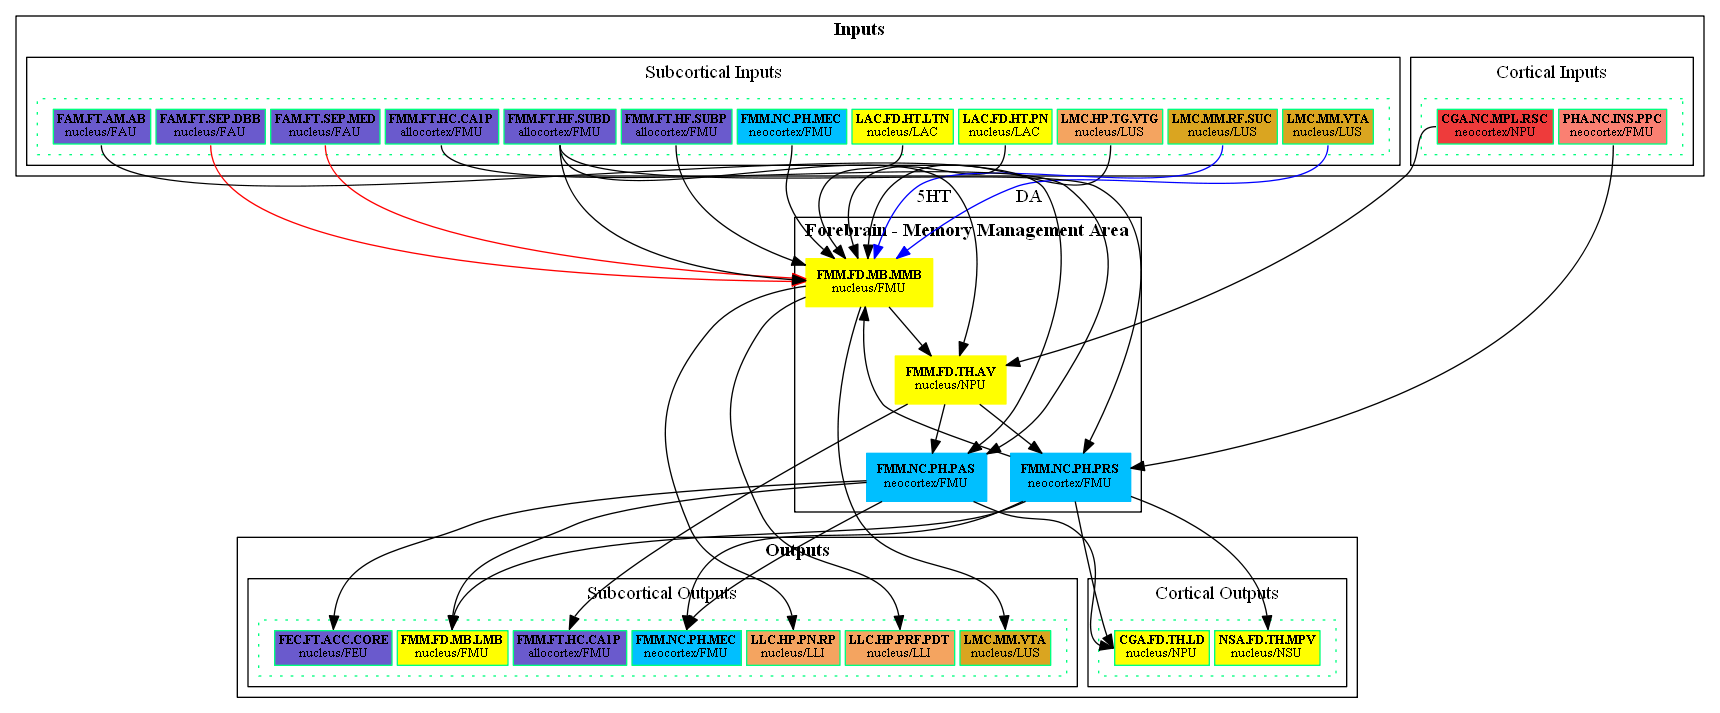 Inputs
Subcortical Inputs
Cortical Inputs
FAM.FT.AM.AB
nucleus/FAU
FAM.FT.SEP.DBB
nucleus/FAU
FAM.FT.SEP.MED
nucleus/FAU
FMM.FT.HC.CA1P
allocortex/FMU
FMM.FT.HF.SUBD
allocortex/FMU
FMM.FT.HF.SUBP
allocortex/FMU
FMM.NC.PH.MEC
neocortex/FMU
LAC.FD.HT.LTN
nucleus/LAC
LAC.FD.HT.PN
nucleus/LAC
LMC.HP.TG.VTG
nucleus/LUS
LMC.MM.RF.SUC
nucleus/LUS
LMC.MM.VTA
nucleus/LUS
CGA.NC.MPL.RSC
neocortex/NPU
PHA.NC.INS.PPC
neocortex/FMU
5HT
DA
Forebrain - Memory Management Area
FMM.FD.MB.MMB
nucleus/FMU
FMM.FD.TH.AV
nucleus/NPU
FMM.NC.PH.PAS
neocortex/FMU
FMM.NC.PH.PRS
neocortex/FMU
Outputs
Subcortical Outputs
Cortical Outputs
FEC.FT.ACC.CORE
nucleus/FEU
FMM.FD.MB.LMB
nucleus/FMU
FMM.FT.HC.CA1P
allocortex/FMU
FMM.NC.PH.MEC
neocortex/FMU
LLC.HP.PN.RP
nucleus/LLI
LLC.HP.PRF.PDT
nucleus/LLI
LMC.MM.VTA
nucleus/LUS
CGA.FD.TH.LD
nucleus/NPU
NSA.FD.TH.MPV
nucleus/NSU